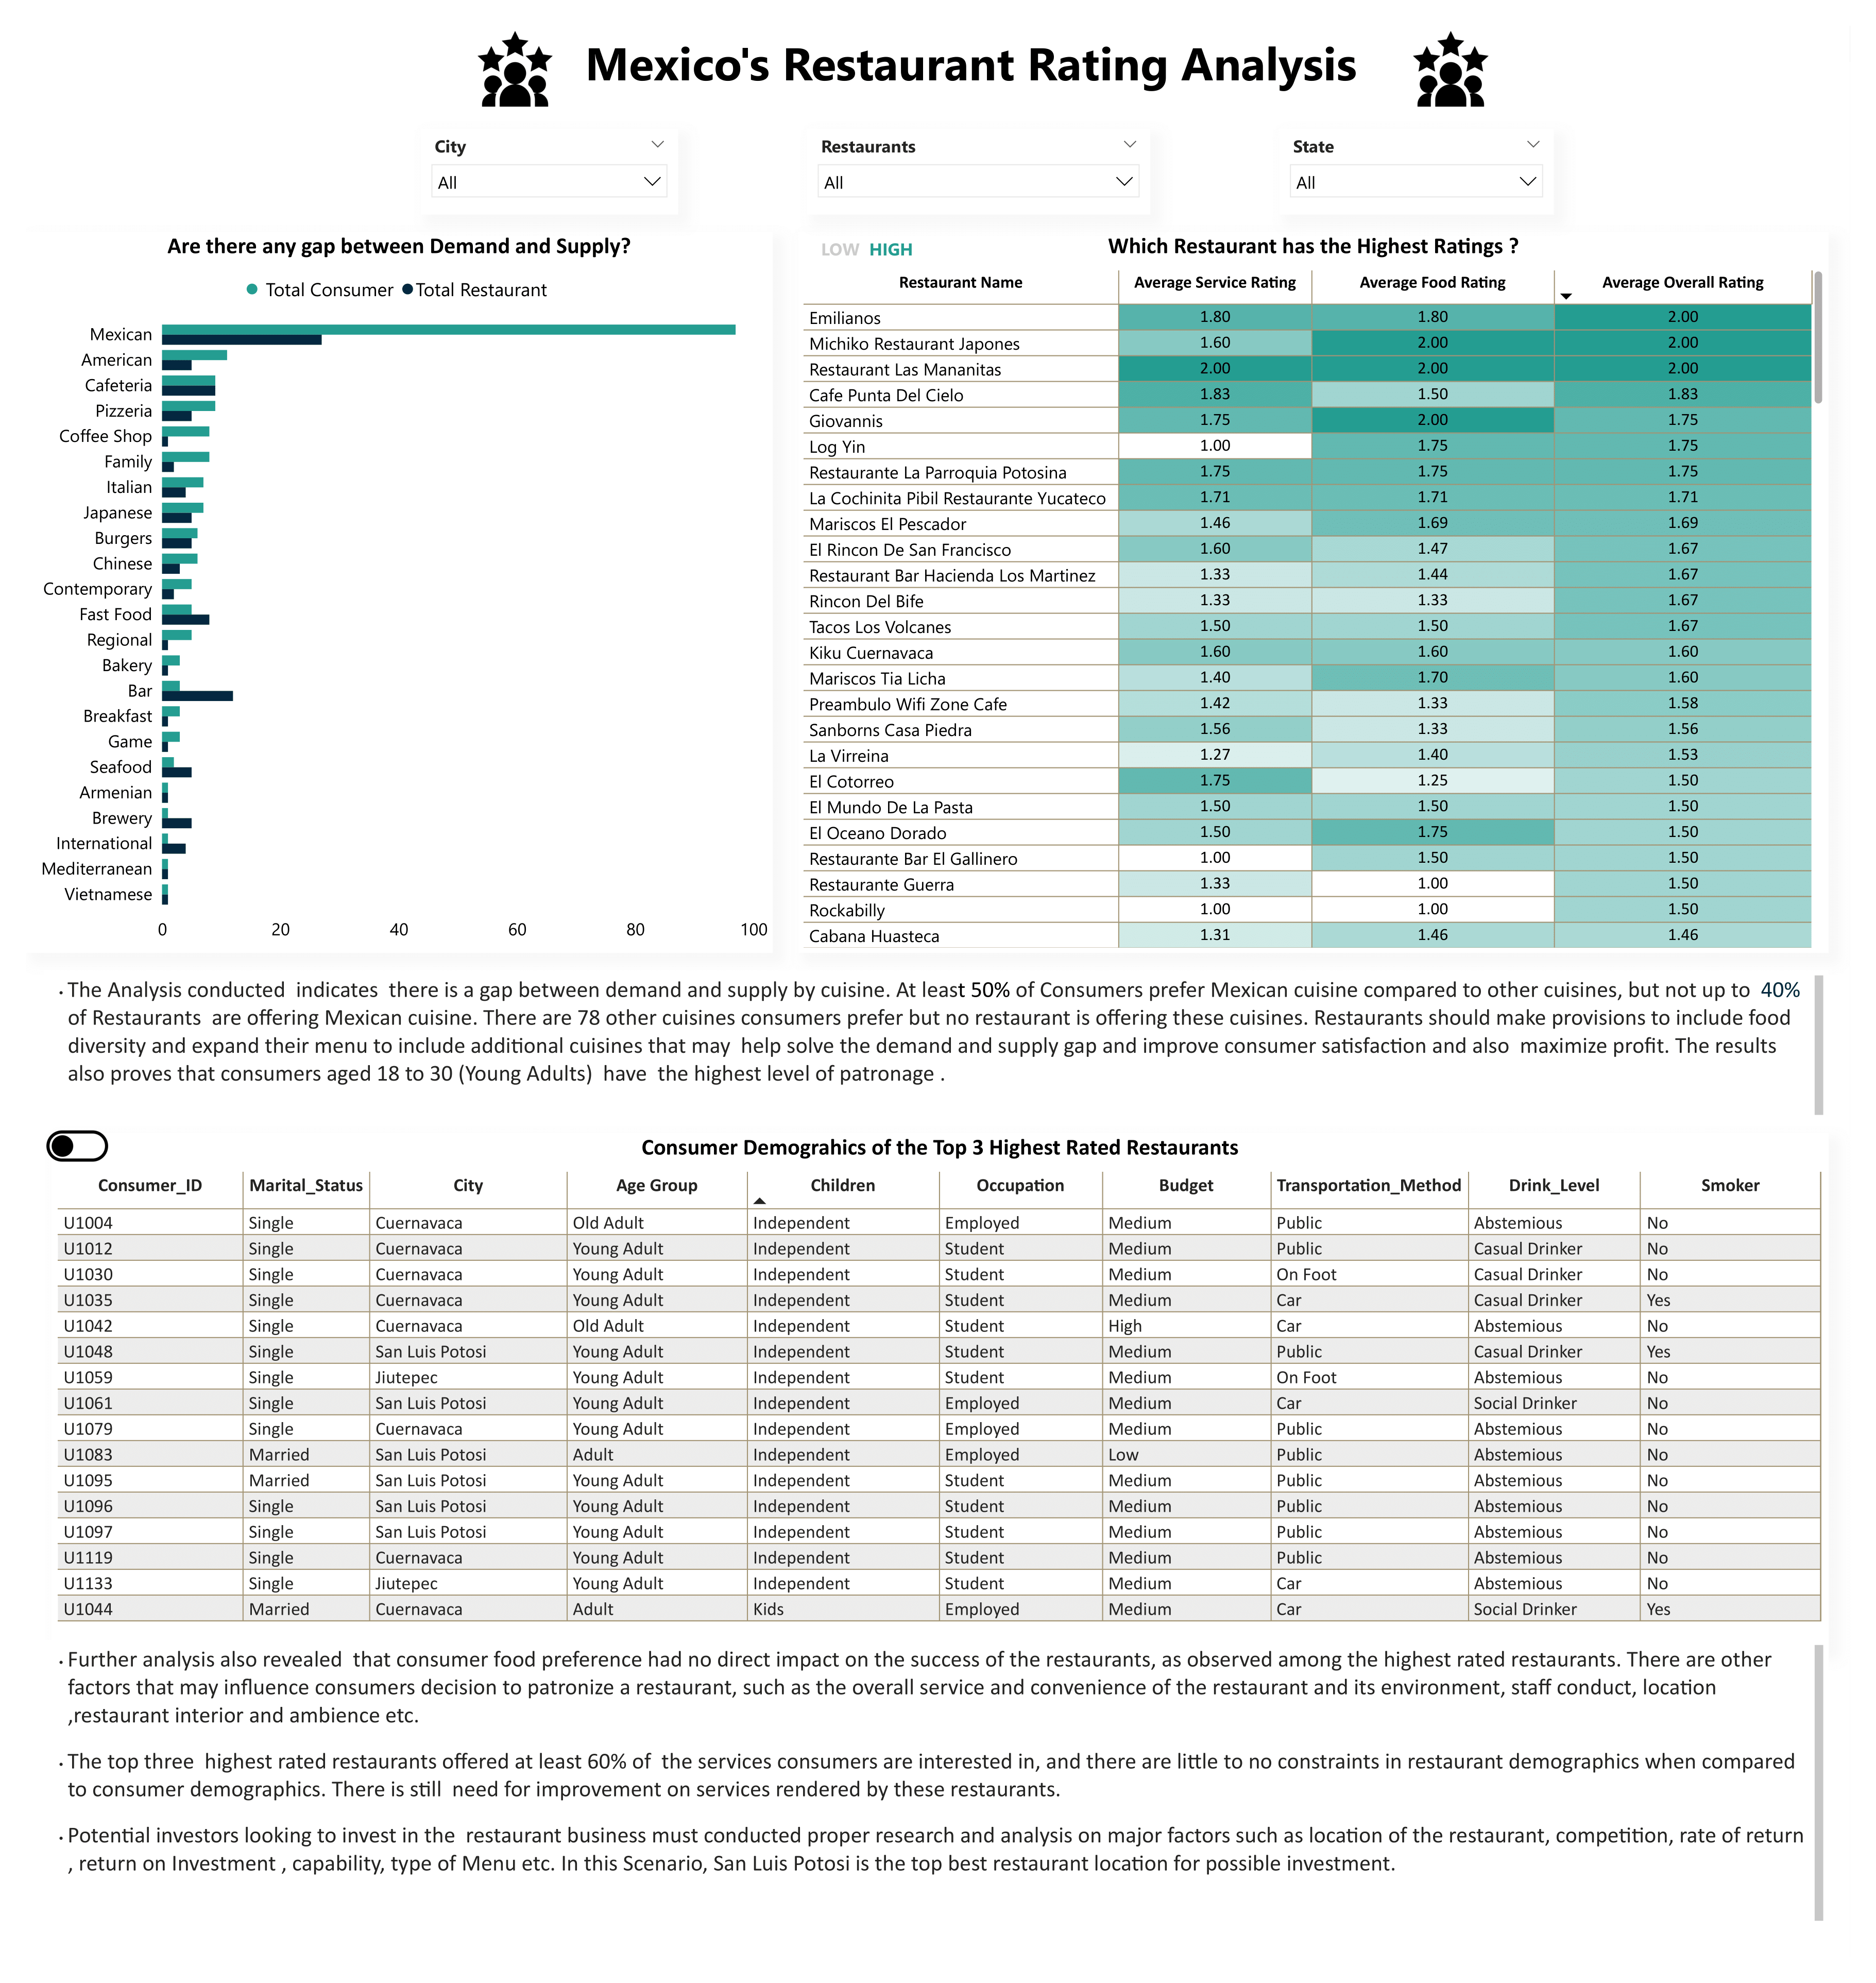 Mexico's Restaurant Rating Analysis
City
All
Restaurants
All
State
All
Are there any gap between Demand and Supply?
Total Consumer Total Restaurant
Mexican
American
Cafeteria
Pizzeria
Coffee Shop
Family
Italian
Japanese
Burgers
Chinese
Contemporary
Fast Food
Regional
Bakery
Bar
Breakfast
Game
Seafood
Armenian
Brewery
International
Mediterranean
Vietnamese
0 20 40 60 80 100
LOW HIGH
Which Restaurant has the Highest Ratings ?
Restaurant Name Average Service Rating Average Food Rating Average Overall Rating
Emilianos 1.80 1.80 2.00
Michiko Restaurant Japones 1.60 2.00 2.00
Restaurant Las Mananitas 2.00 2.00 2.00
Cafe Punta Del Cielo 1.83 1.50 1.83
Giovannis 1.75 2.00 1.75
Log Yin 1.00 1.75 1.75
Restaurante La Parroquia Potosina 1.75 1.75 1.75
La Cochinita Pibil Restaurante Yucateco 1.71 1.71 1.71
Mariscos El Pescador 1.46 1.69 1.69
El Rincon De San Francisco 1.60 1.47 1.67
Restaurant Bar Hacienda Los Martinez 1.33 1.44 1.67
Rincon Del Bife 1.33 1.33 1.67
Tacos Los Volcanes 1.50 1.50 1.67
Kiku Cuernavaca 1.60 1.60 1.60
Mariscos Tia Licha 1.40 1.70 1.60
Preambulo Wifi Zone Cafe 1.42 1.33 1.58
Sanborns Casa Piedra 1.56 1.33 1.56
La Virreina 1.27 1.40 1.53
El Cotorreo 1.75 1.25 1.50
El Mundo De La Pasta 1.50 1.50 1.50
El Oceano Dorado 1.50 1.75 1.50
Restaurante Bar El Gallinero 1.00 1.50 1.50
Restaurante Guerra 1.33 1.00 1.50
Rockabilly 1.00 1.00 1.50
Cabana Huasteca 1.31 1.46 1.46
The Analysis conducted indicates there is a gap between demand and supply by cuisine. At least 50% of Consumers prefer Mexican cuisine compared to other cuisines, but not up to 40%
of Restaurants are offering Mexican cuisine. There are 78 other cuisines consumers prefer but no restaurant is offering these cuisines. Restaurants should make provisions to include food
diversity and expand their menu to include additional cuisines that may help solve the demand and supply gap and improve consumer satisfaction and also maximize profit. The results
also proves that consumers aged 18 to 30 (Young Adults) have the highest level of patronage .
Consumer Demograhics of the Top 3 Highest Rated Restaurants
Consumer_ID Marital_Status City Age Group Children Occupation Budget Transportation_Method Drink_Level Smoker
U1004 Single Cuernavaca Old Adult Independent Employed Medium Public Abstemious No
U1012 Single Cuernavaca Young Adult Independent Student Medium Public Casual Drinker No
U1030 Single Cuernavaca Young Adult Independent Student Medium On Foot Casual Drinker No
U1035 Single Cuernavaca Young Adult Independent Student Medium Car Casual Drinker Yes
U1042 Single Cuernavaca Old Adult Independent Student High Car Abstemious No
U1048 Single San Luis Potosi Young Adult Independent Student Medium Public Casual Drinker Yes
U1059 Single Jiutepec Young Adult Independent Student Medium On Foot Abstemious No
U1061 Single San Luis Potosi Young Adult Independent Employed Medium Car Social Drinker No
U1079 Single Cuernavaca Young Adult Independent Employed Medium Public Abstemious No
U1083 Married San Luis Potosi Adult Independent Employed Low Public Abstemious No
U1095 Married San Luis Potosi Young Adult Independent Student Medium Public Abstemious No
U1096 Single San Luis Potosi Young Adult Independent Student Medium Public Abstemious No
U1097 Single San Luis Potosi Young Adult Independent Student Medium Public Abstemious No
U1119 Single Cuernavaca Young Adult Independent Student Medium Public Abstemious No
U1133 Single Jiutepec Young Adult Independent Student Medium Car Abstemious No
U1044 Married Cuernavaca Adult Kids Employed Medium Car Social Drinker Yes
Further analysis also revealed that consumer food preference had no direct impact on the success of the restaurants, as observed among the highest rated restaurants. There are other
factors that may influence consumers decision to patronize a restaurant, such as the overall service and convenience of the restaurant and its environment, staff conduct, location
,restaurant interior and ambience etc.
The top three highest rated restaurants offered at least 60% of the services consumers are interested in, and there are little to no constraints in restaurant demographics when compared
to consumer demographics. There is still need for improvement on services rendered by these restaurants.
Potential investors looking to invest in the restaurant business must conducted proper research and analysis on major factors such as location of the restaurant, competition, rate of return
, return on Investment , capability, type of Menu etc. In this Scenario, San Luis Potosi is the top best restaurant location for possible investment.